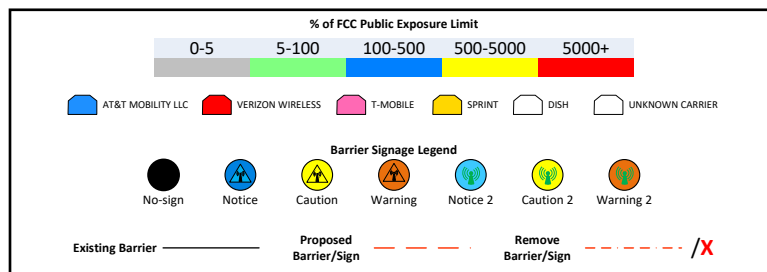 % of FCC Public Exposure Limit
0-5 5-100 100-500 500-5000 5000+
AT&T MOBILITY LLC VERIZON WIRELESS T-MOBILE SPRINT DISH UNKNOWN CARRIER
Barrier Signage Legend
No-sign Notice Caution Warning Notice 2 Caution 2 Warning 2
Existing Barrier Proposed Barrier/Sign Remove Barrier/Sign /X